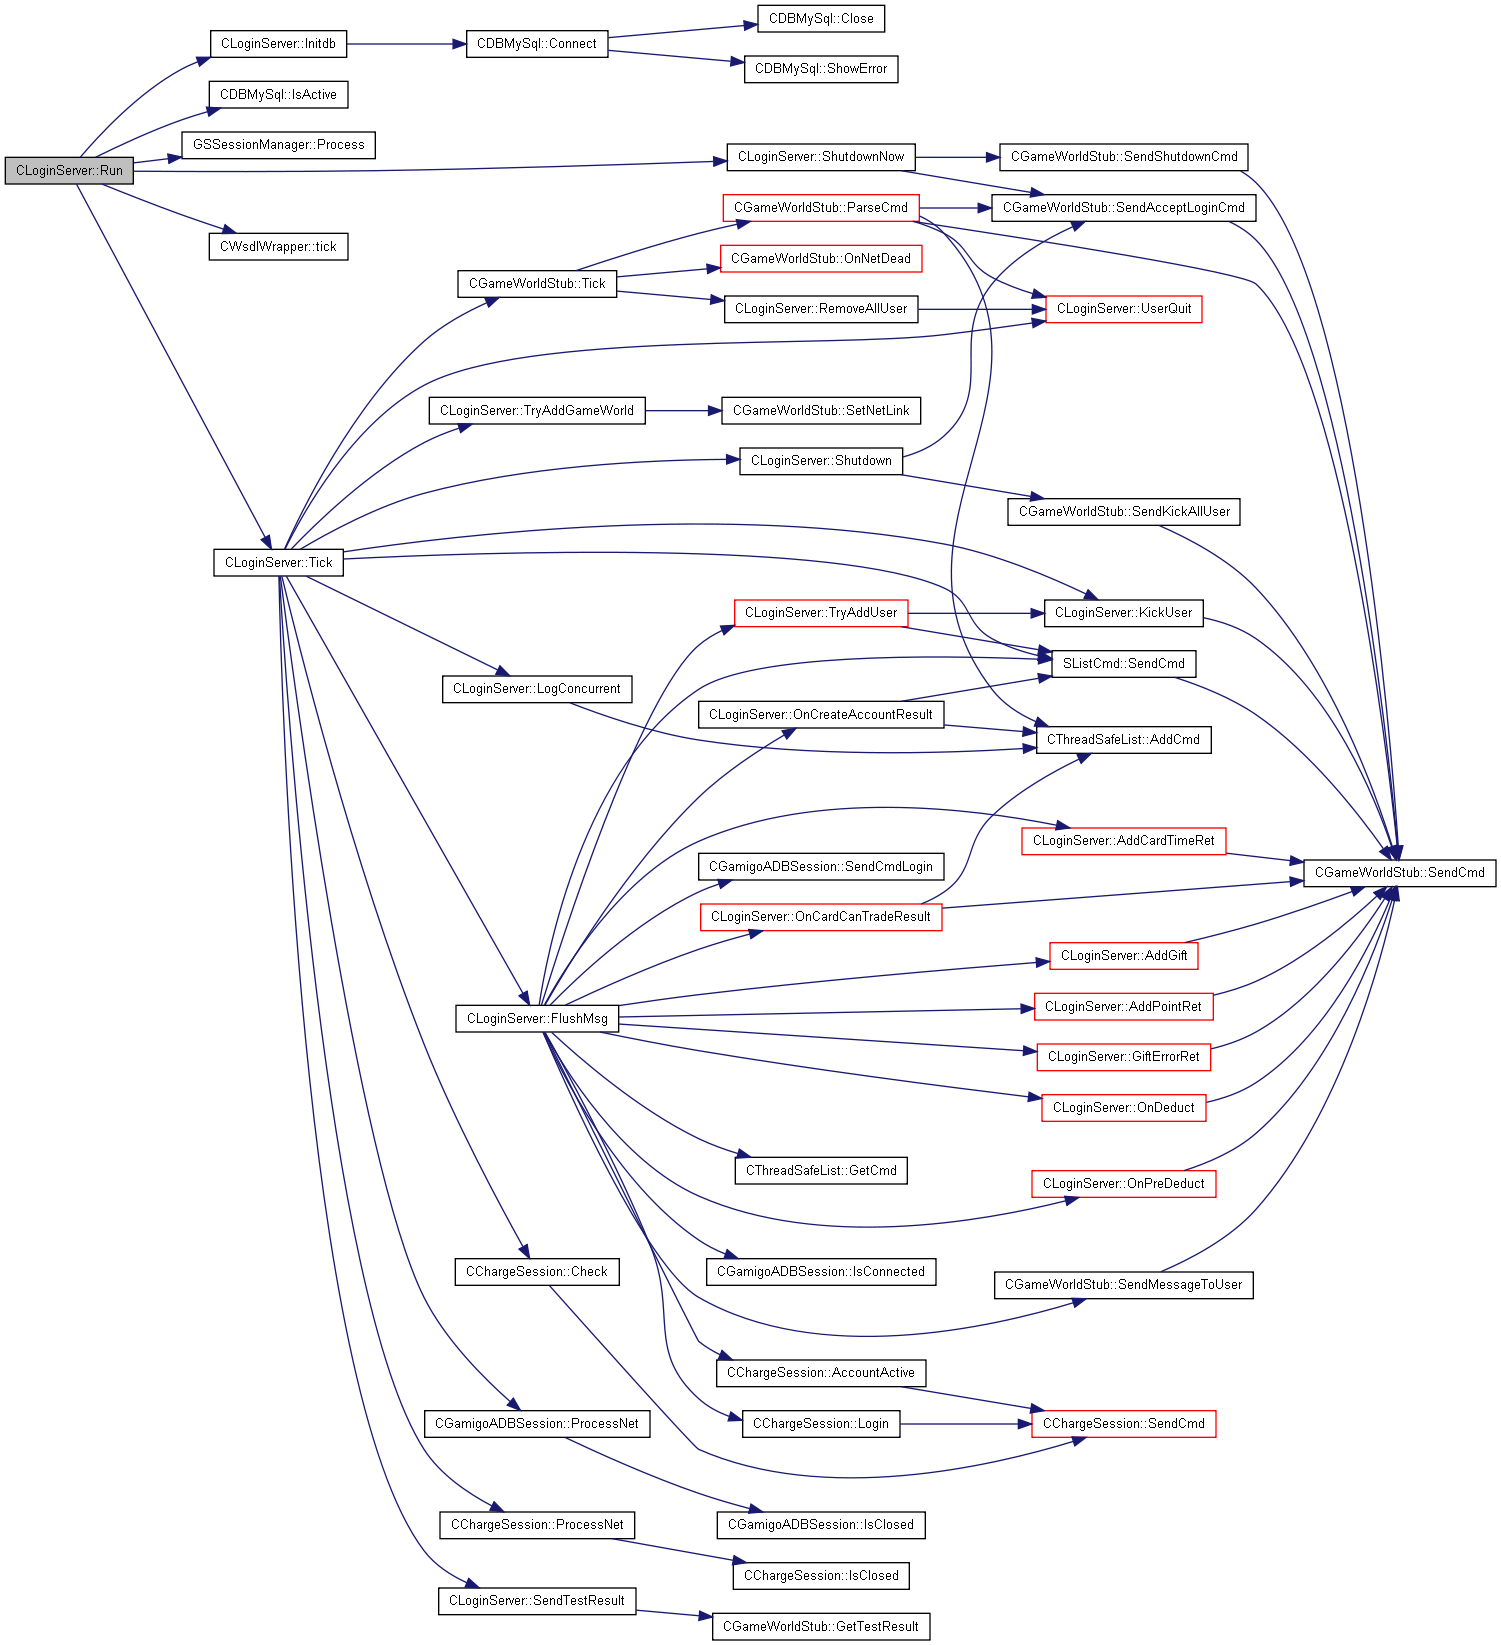 CDBMySql::Close
CLoginServer::Initdb
CDBMySql::Connect
CDBMySql::ShowError
CDBMySql::IsActive
GSSessionManager::Process
CLoginServer::ShutdownNow
CGameWorldStub::SendShutdownCmd
CLoginServer::Run
CGameWorldStub::ParseCmd
CGameWorldStub::SendAcceptLoginCmd
CWsdlWrapper::tick
CGameWorldStub::OnNetDead
CGameWorldStub::Tick
CLoginServer::RemoveAllUser
CLoginServer::UserQuit
CLoginServer::TryAddGameWorld
CGameWorldStub::SetNetLink
CLoginServer::Shutdown
CGameWorldStub::SendKickAllUser
CLoginServer::Tick
CLoginServer::TryAddUser
CLoginServer::KickUser
SListCmd::SendCmd
CLoginServer::LogConcurrent
CLoginServer::OnCreateAccountResult
CThreadSafeList::AddCmd
CLoginServer::AddCardTimeRet
CGamigoADBSession::SendCmdLogin
CGameWorldStub::SendCmd
CLoginServer::OnCardCanTradeResult
CLoginServer::AddGift
CLoginServer::AddPointRet
CLoginServer::FlushMsg
CLoginServer::GiftErrorRet
CLoginServer::OnDeduct
CThreadSafeList::GetCmd
CLoginServer::OnPreDeduct
CChargeSession::Check
CGamigoADBSession::IsConnected
CGameWorldStub::SendMessageToUser
CChargeSession::AccountActive
CGamigoADBSession::ProcessNet
CChargeSession::Login
CChargeSession::SendCmd
CChargeSession::ProcessNet
CGamigoADBSession::IsClosed
CChargeSession::IsClosed
CLoginServer::SendTestResult
CGameWorldStub::GetTestResult